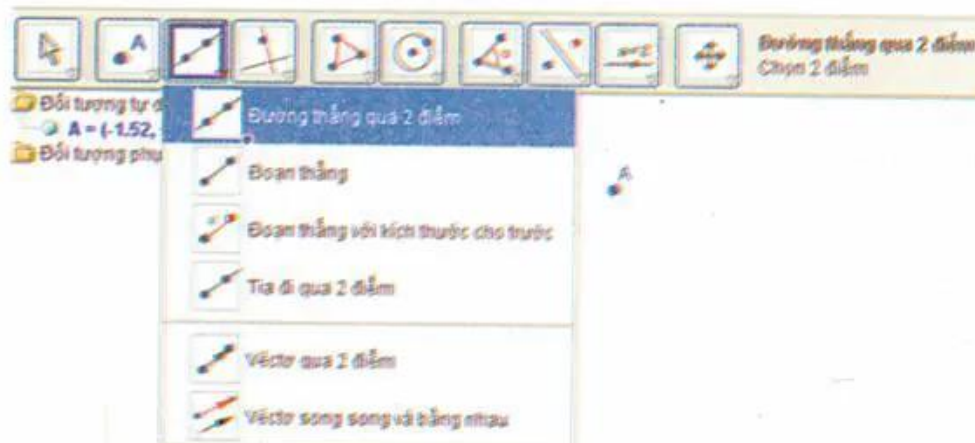 A
Đường thẳng qua 2 điểm
Chọn 2 điểm
Đối tượng tự d
A = (-1.52,
Đối tượng phụ
Đường thẳng qua 2 điểm
Đoạn thẳng
Đoạn thẳng với kích thước cho trước
Tia đi qua 2 điểm
Véctơ qua 2 điểm
Véctơ song song và bằng nhau
A